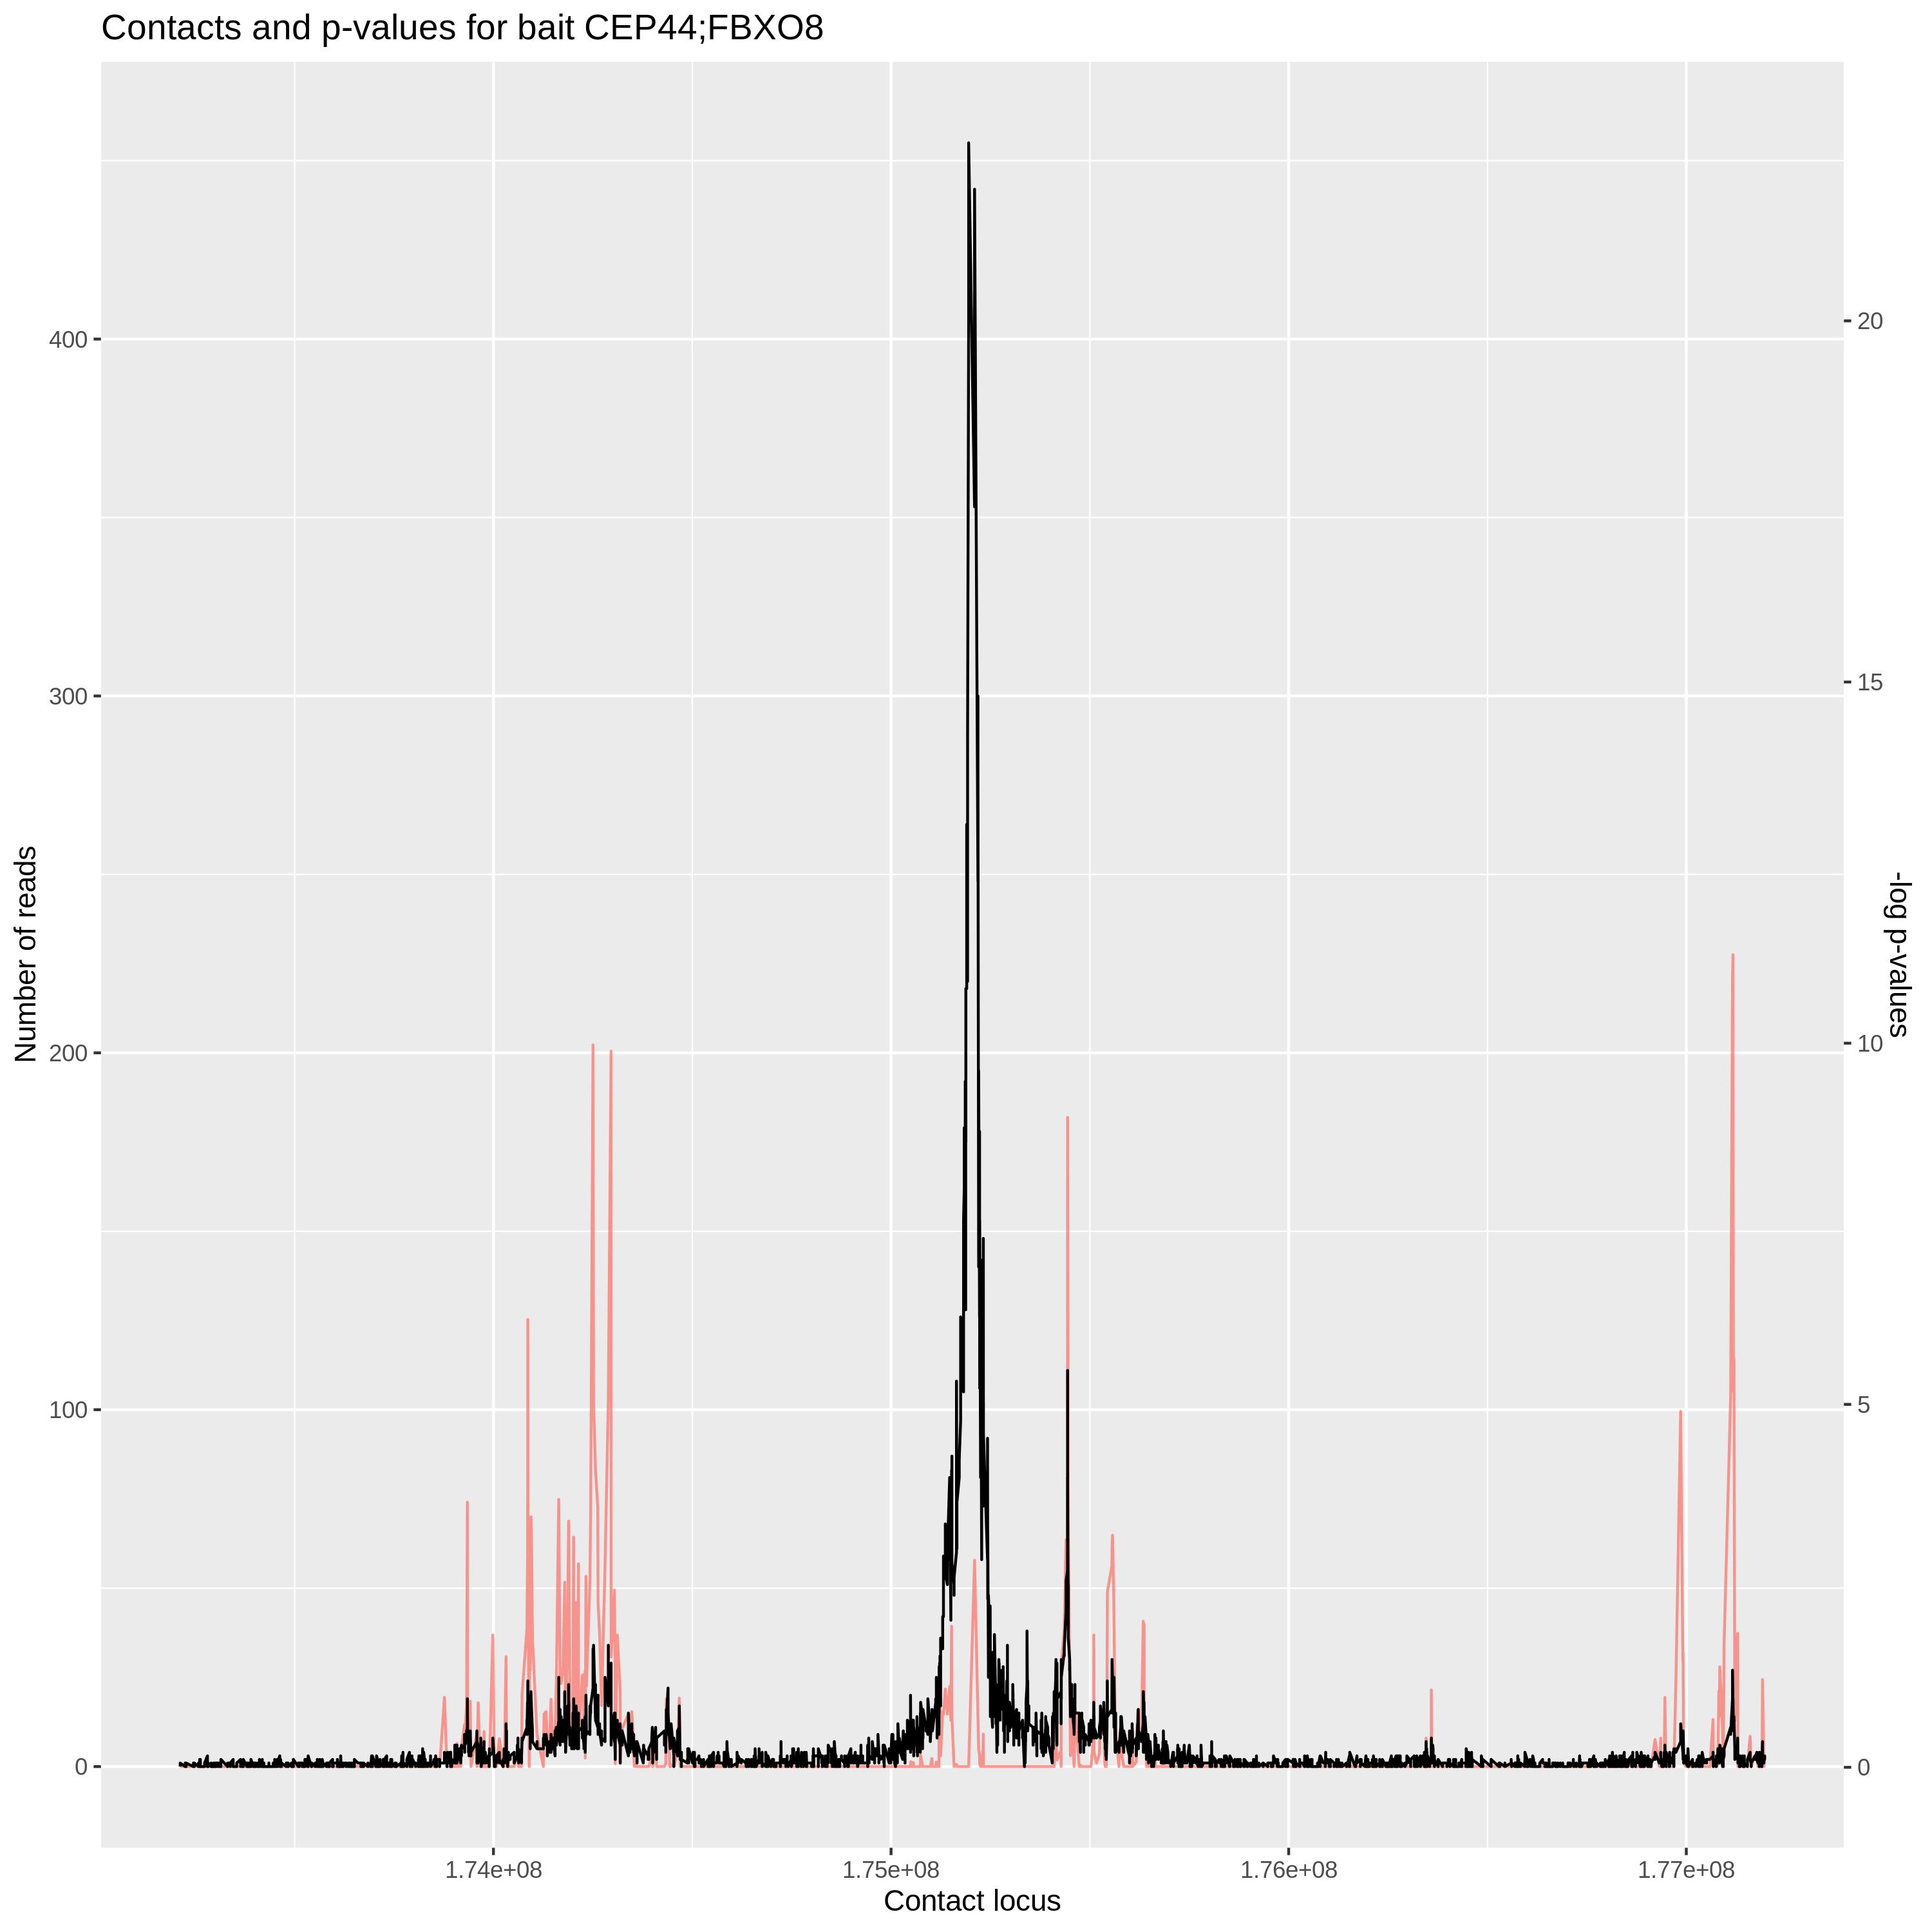 Contacts and p-values for bait CEP44;FBXO8
Number of reads
400
300
200
100
0
20
15
10
5
0
-log p-values
1.74e+08
1.75e+08
1.76e+08
1.77e+08
Contact locus